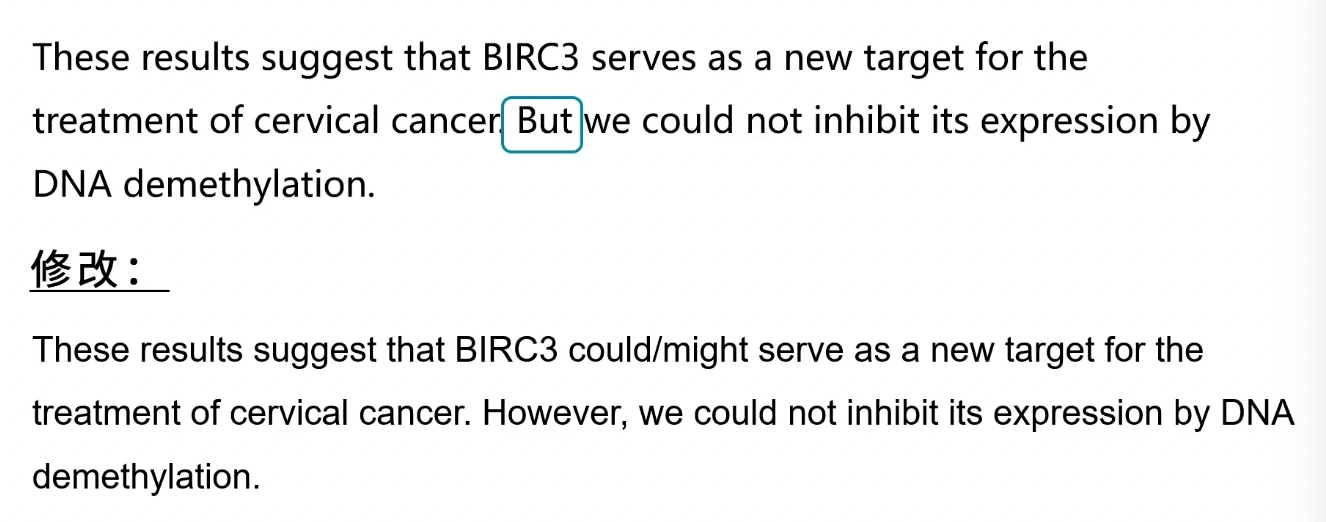 These results suggest that BIRC3 serves as a new target for the
treatment of cervical cancer. But we could not inhibit its expression by
DNA demethylation.
修改：
These results suggest that BIRC3 could/might serve as a new target for the
treatment of cervical cancer. However, we could not inhibit its expression by DNA
demethylation.